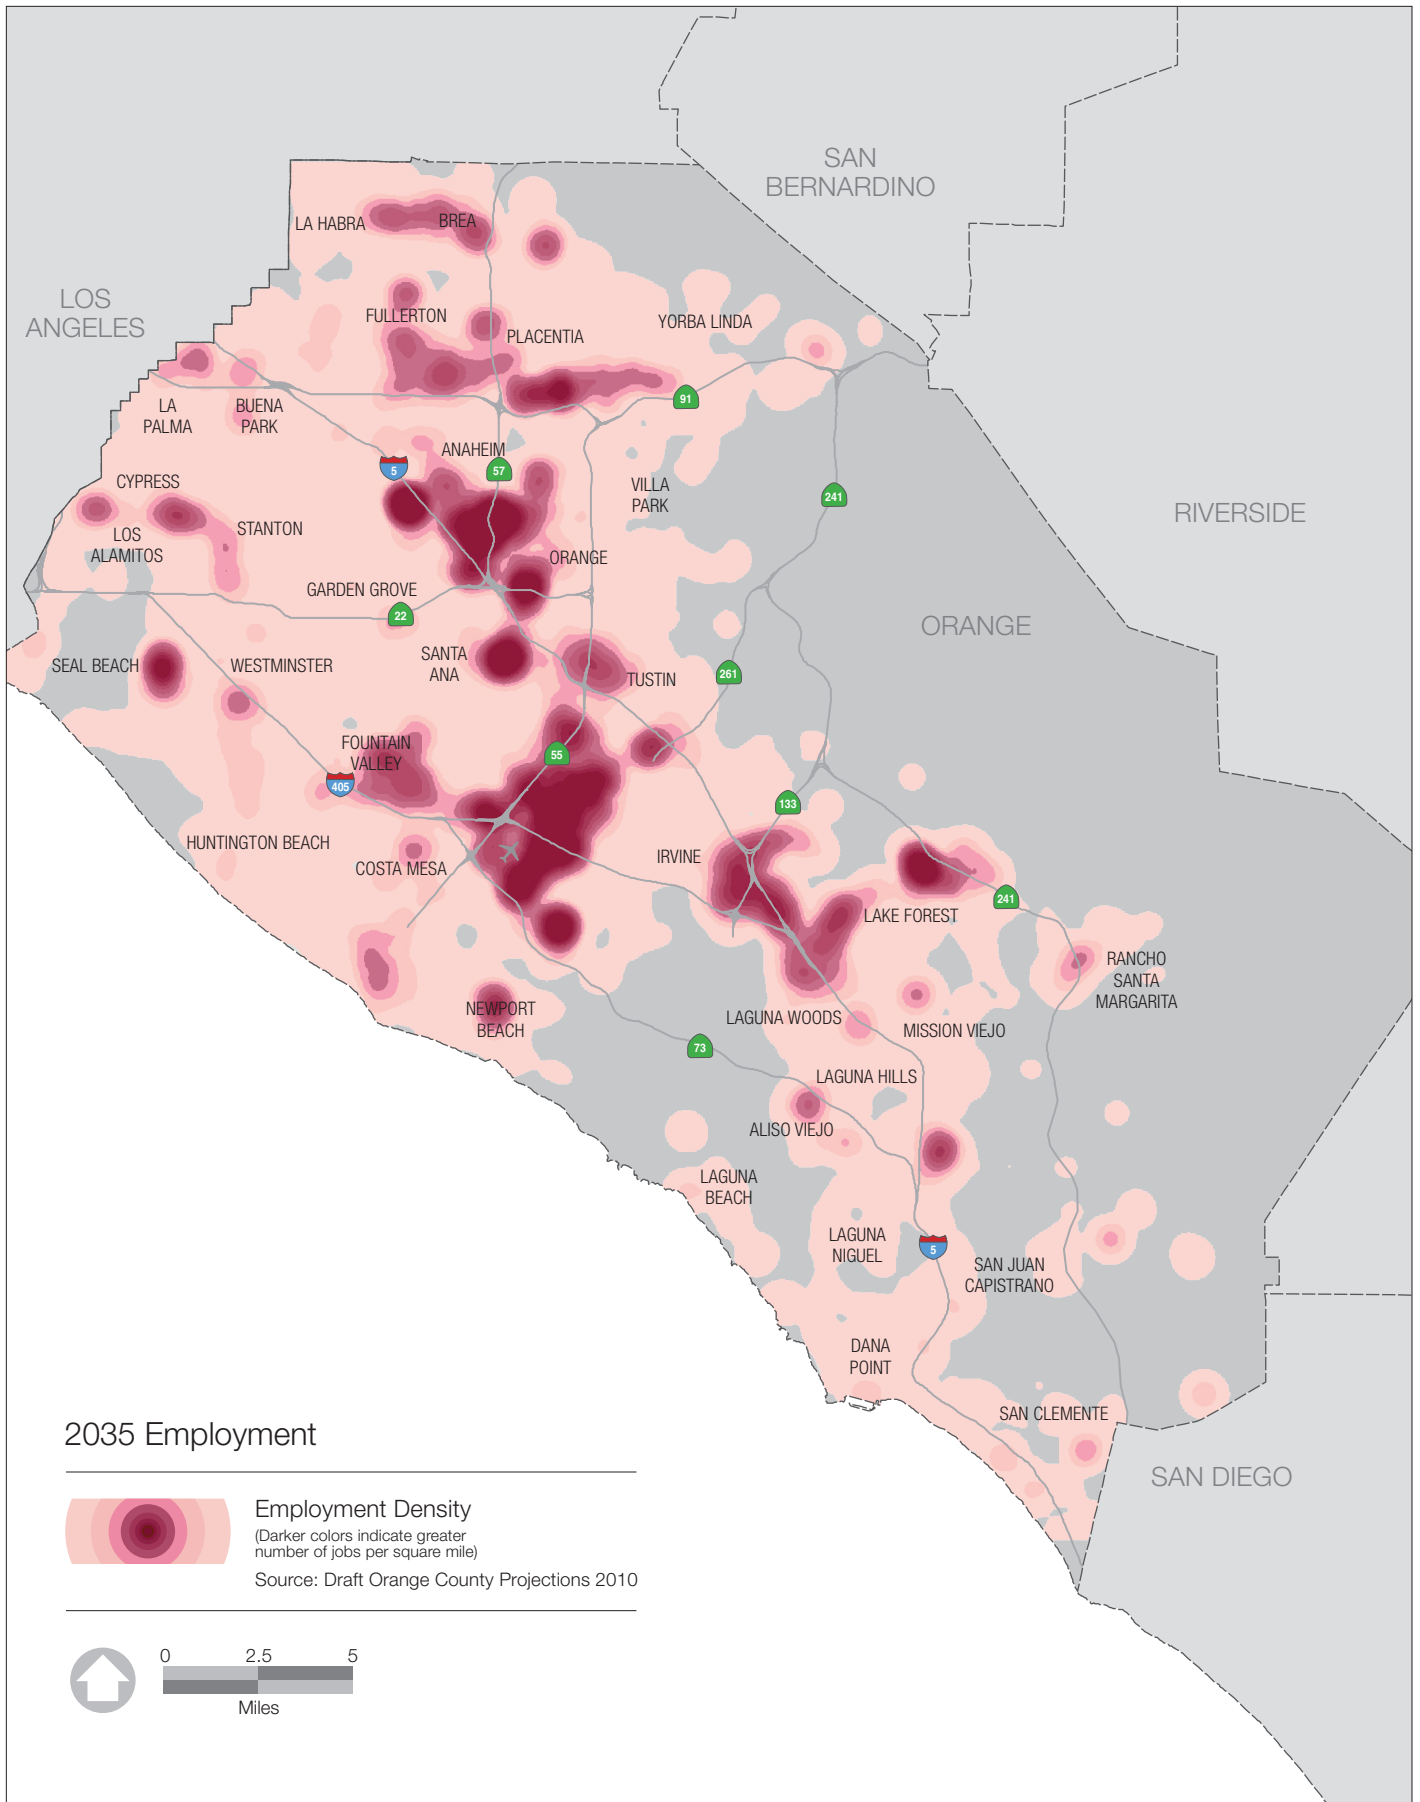 SAN
BERNARDINO
LA HABRA
BREA
LOS
ANGELES
FULLERTON
PLACENTIA
YORBA LINDA
LA
PALMA
BUENA
PARK
91
ANAHEIM
5
57
CYPRESS
VILLA
PARK
241
RIVERSIDE
STANTON
LOS
ALAMITOS
ORANGE
GARDEN GROVE
22
ORANGE
SEAL BEACH
WESTMINSTER
SANTA
ANA
TUSTIN
261
FOUNTAIN
VALLEY
55
405
133
HUNTINGTON BEACH
COSTA MESA
IRVINE
241
LAKE FOREST
RANCHO
SANTA
MARGARITA
NEWPORT
BEACH
LAGUNA WOODS
MISSION VIEJO
73
LAGUNA HILLS
ALISO VIEJO
LAGUNA
BEACH
LAGUNA
NIGUEL
5
SAN JUAN
CAPISTRANO
DANA
POINT
SAN CLEMENTE
SAN DIEGO
2035 Employment
Employment Density
(Darker colors indicate greater
number of jobs per square mile)
Source: Draft Orange County Projections 2010
0 2.5 5
Miles